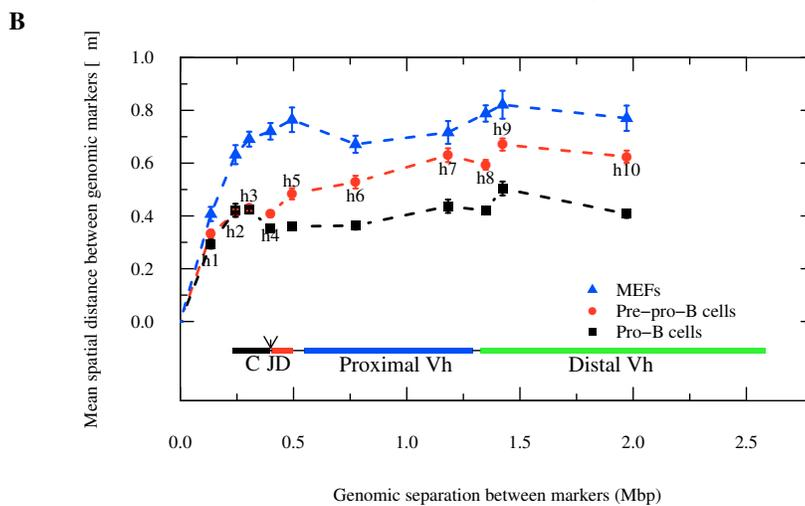 B
Mean spatial distance between genomic markers [ m]
1.0
0.8
0.6
0.4
0.2
0.0
h1
h2
h3
h4
h5
h6
h7
h8
h9
h10
MEFs
Pre−pro−B cells
Pro−B cells
C JD Proximal Vh Distal Vh
0.0 0.5 1.0 1.5 2.0 2.5
Genomic separation between markers (Mbp)